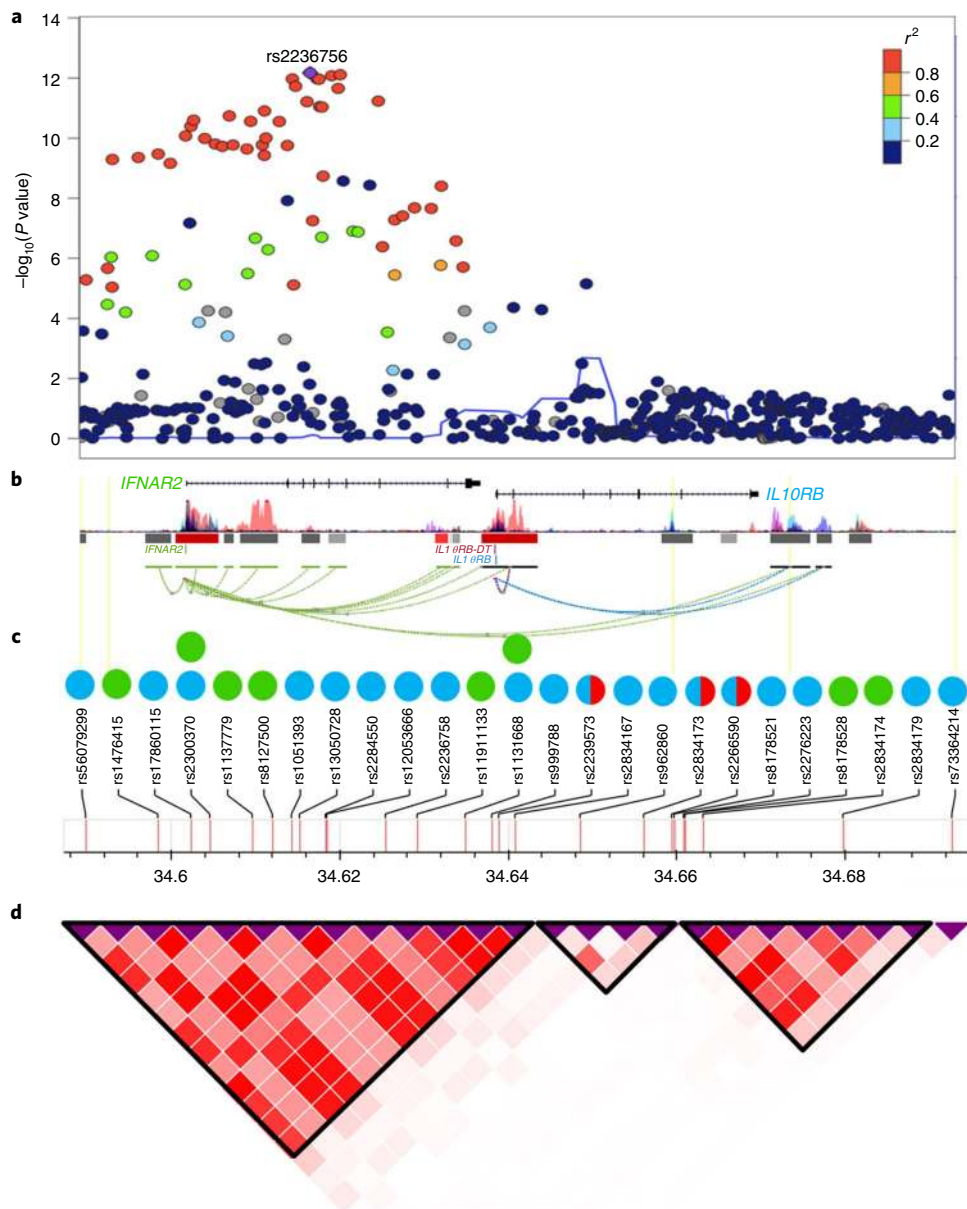 a
14
12
10
8
6
4
2
0
–log10(P value)
rs2236756
r2
0.8
0.6
0.4
0.2
b
IFNAR2
IL10RB
IFNAR2
IL1θRB-DT
IL1θRB
c
rs56079299
rs1476415
rs17860115
rs2300370
rs1137779
rs8127500
rs1051393
rs13050728
rs2284550
rs12053666
rs2236758
rs11911133
rs1131668
rs999788
rs2239573
rs2834167
rs962860
rs2834173
rs2266590
rs8178521
rs2276223
rs8178528
rs2834174
rs2834179
rs73364214
34.6
34.62
34.64
34.66
34.68
d